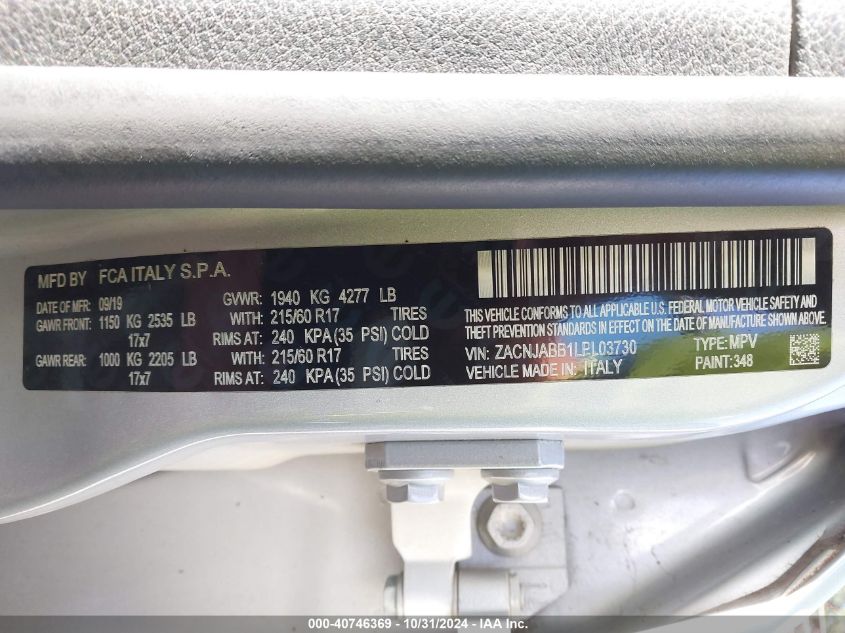 MFD BY FCA ITALY S.P.A.
DATE OF MFR: 09/19 GVWR: 1940 KG 4277 LB
GAWR FRONT: 1150 KG 2535 LB WITH: 215/60 R17 TIRES
17x7 RIMS AT: 240 KPA (35 PSI) COLD
GAWR REAR: 1000 KG 2205 LB WITH: 215/60 R17 TIRES
17x7 RIMS AT: 240 KPA (35 PSI) COLD
THIS VEHICLE CONFORMS TO ALL APPLICABLE U.S. FEDERAL MOTOR VEHICLE SAFETY AND
THEFT PREVENTION STANDARDS IN EFFECT ON THE DATE OF MANUFACTURE SHOWN ABOVE.
VIN: ZACNJABB1LPL03730 TYPE: MPV
VEHICLE MADE IN: ITALY PAINT: 348
000-40746369 - 10/31/2024 - IAA Inc.